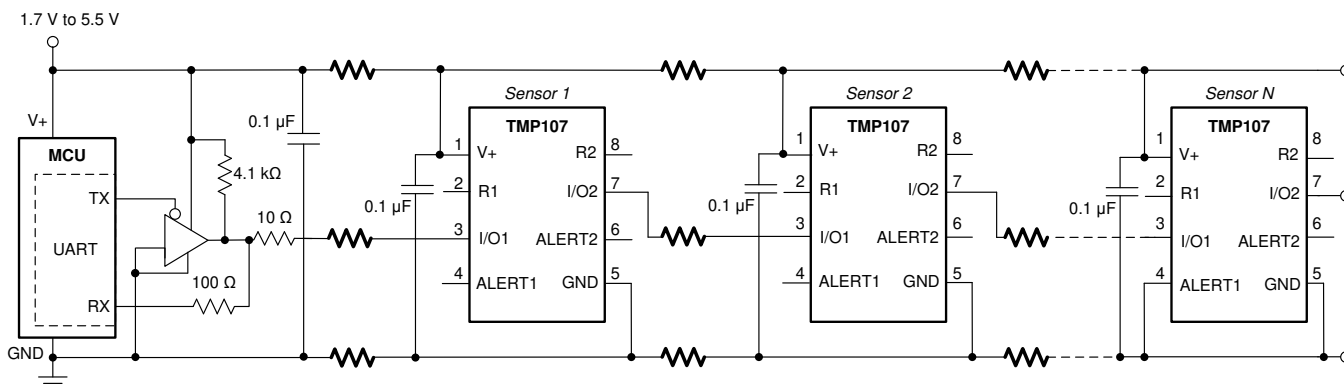 1.7 V to 5.5 V
V+
MCU
UART
TX
RX
GND
4.1 kΩ
10 Ω
100 Ω
0.1 µF
0.1 µF
Sensor 1
TMP107
1
V+
2
R1
3
I/O1
4
ALERT1
8
R2
7
I/O2
6
ALERT2
5
GND
0.1 µF
Sensor 2
TMP107
1
V+
2
R1
3
I/O1
4
ALERT1
8
R2
7
I/O2
6
ALERT2
5
GND
0.1 µF
Sensor N
TMP107
1
V+
2
R1
3
I/O1
4
ALERT1
8
R2
7
I/O2
6
ALERT2
5
GND